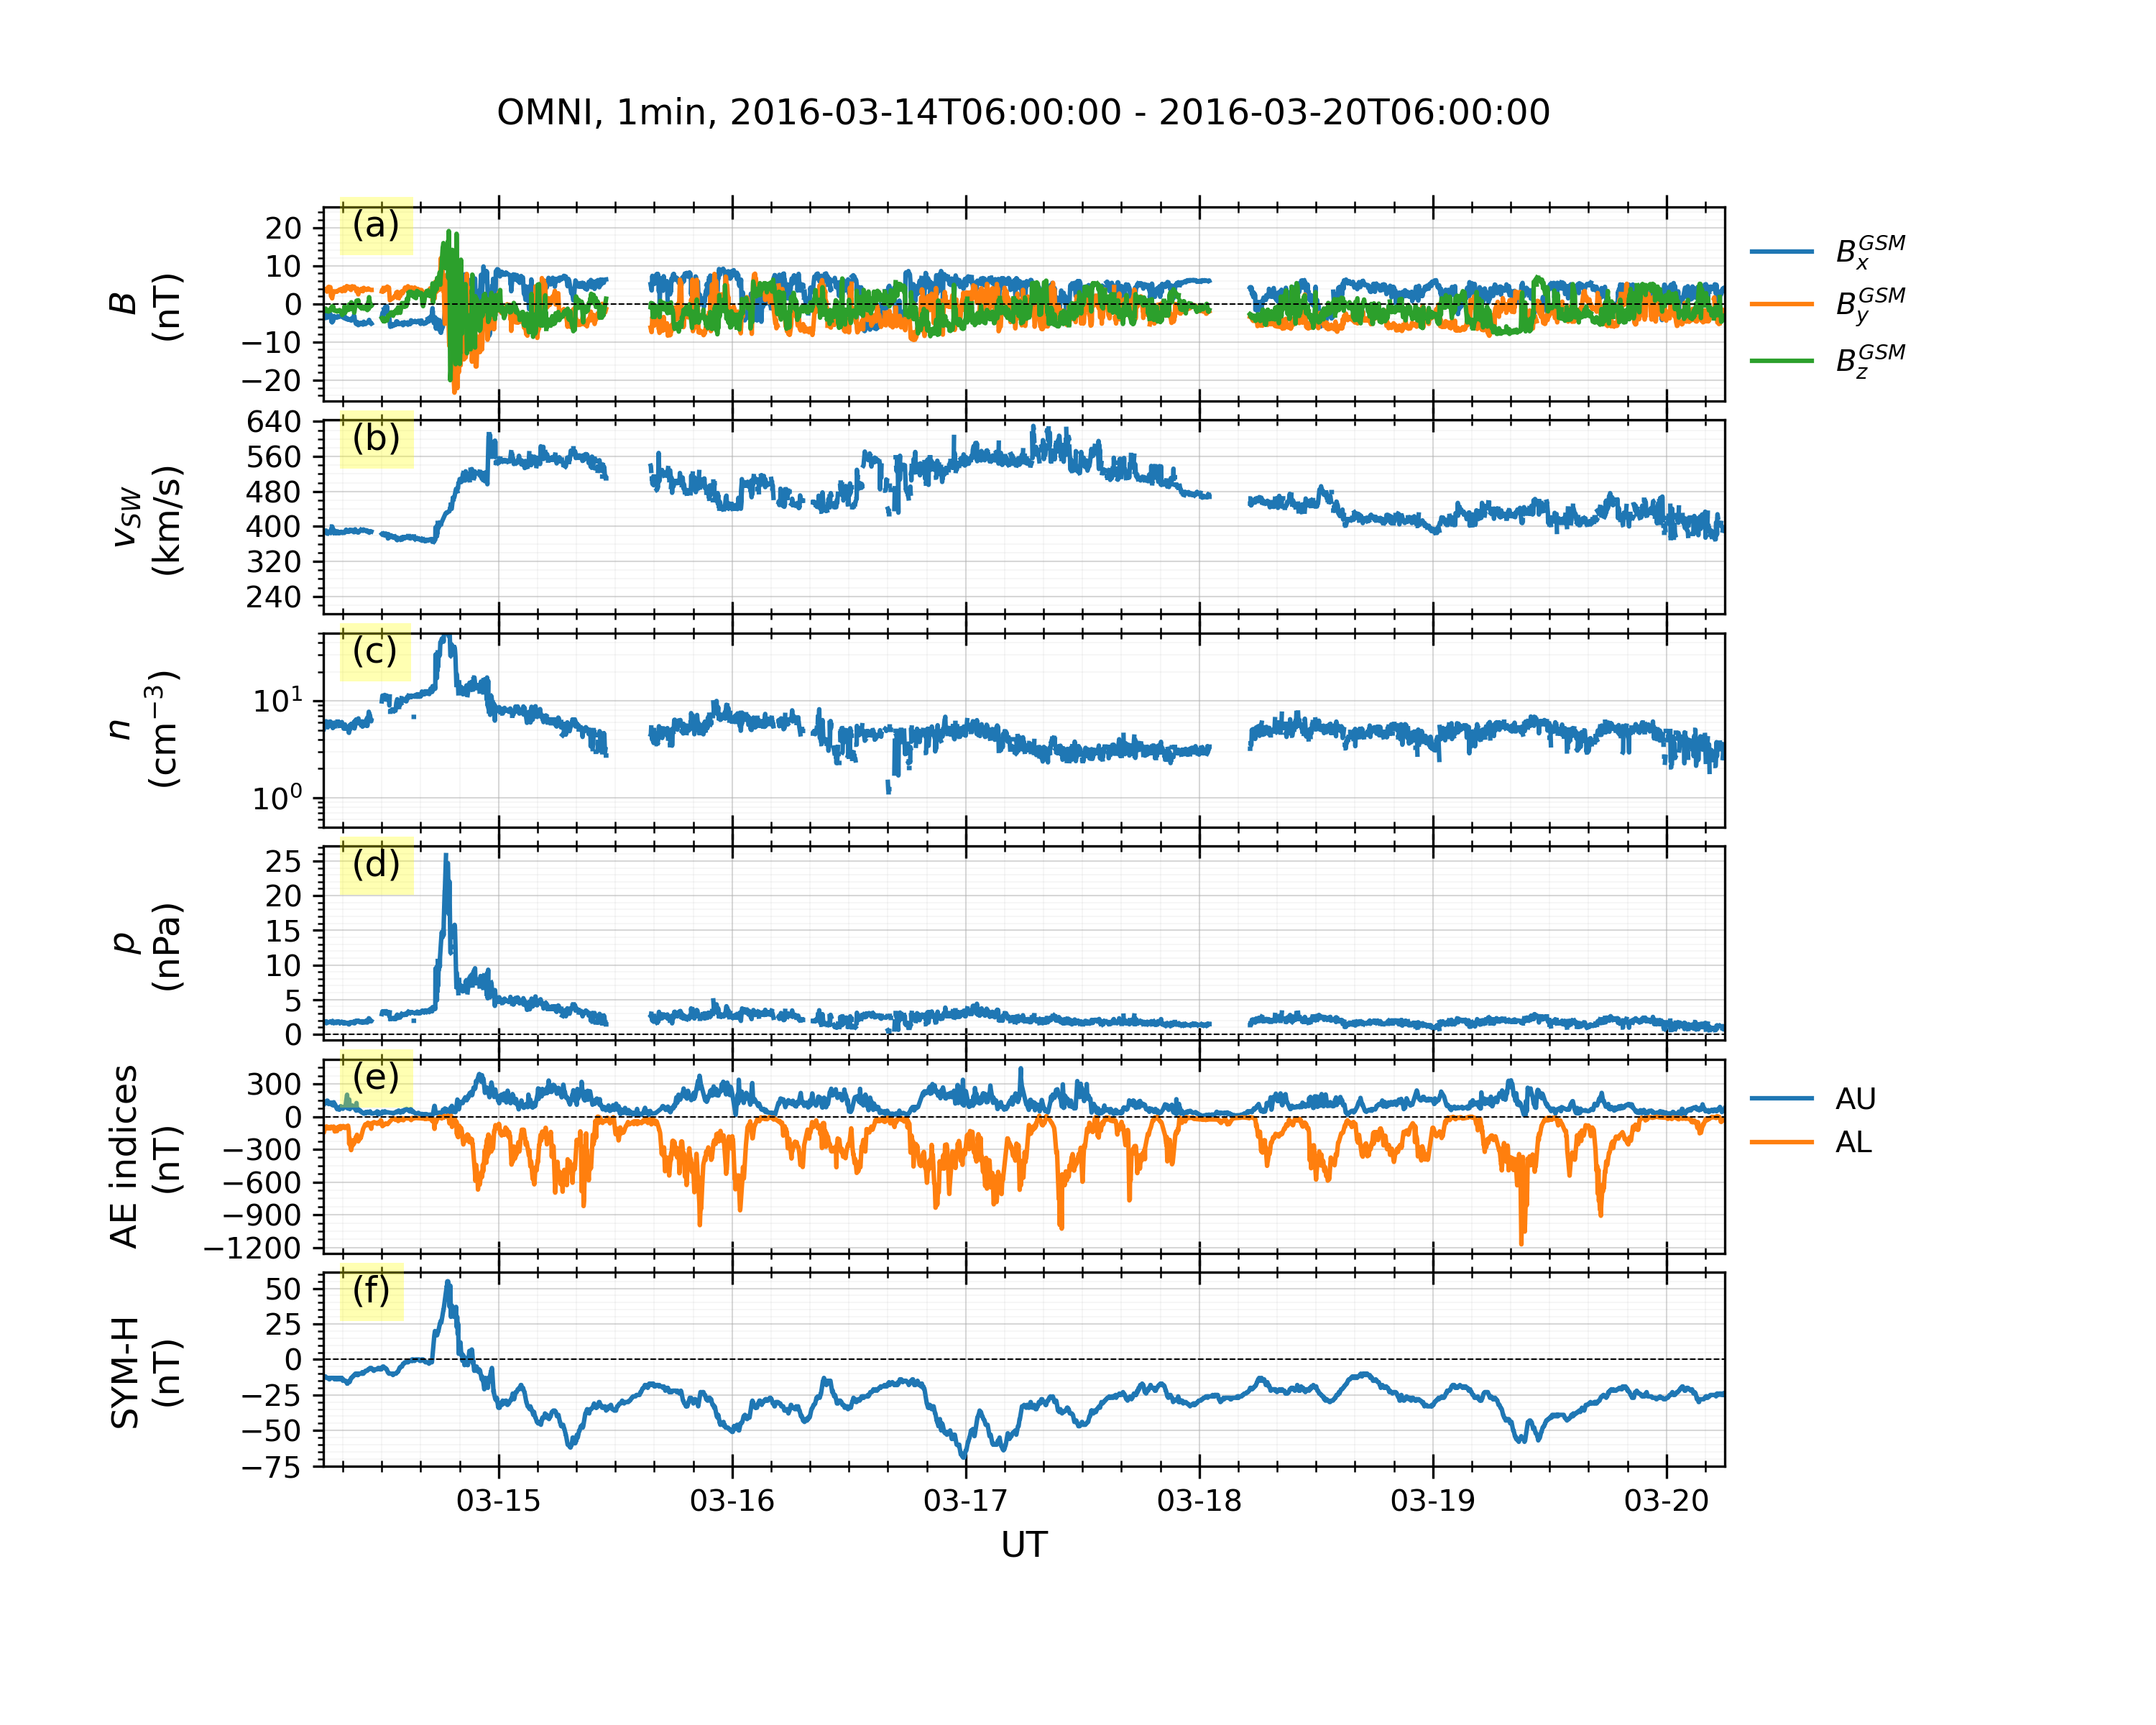 OMNI, 1min, 2016-03-14T06:00:00 - 2016-03-20T06:00:00
(a)
20
10
0
−10
−20
B
(nT)
B_x^{GSM}
B_y^{GSM}
B_z^{GSM}
(b)
640
560
480
400
320
240
v_{SW}
(km/s)
(c)
10^1
10^0
n
(cm^{−3})
(d)
25
20
15
10
5
0
p
(nPa)
(e)
300
0
−300
−600
−900
−1200
AE indices
(nT)
AU
AL
(f)
50
25
0
−25
−50
−75
SYM-H
(nT)
03-15 03-16 03-17 03-18 03-19 03-20
UT